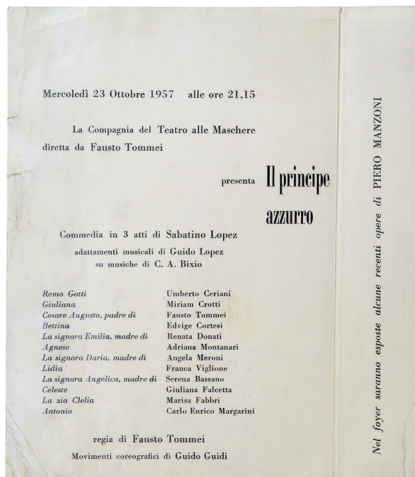 Mercoledì 23 Ottobre 1957 alle ore 21,15
La Compagnia del Teatro alle Maschere
diretta da Fausto Tommei
presenta Il principe
azzurro
Commedia in 3 atti di Sabatino Lopez
adattamenti musicali di Guido Lopez
su musiche di C. A. Bixio
Remo Gotti Umberto Ceriani
Giuliana Miriam Crotti
Cesare Augusto, padre di Fausto Tommei
Bettina Edvige Cortesi
La signora Emilia, madre di Renata Donati
Agnese Adriana Montanari
La signora Daria, madre di Angela Meroni
Lidia Franca Viglione
La signora Angelica, madre di Serena Bassano
Celeste Giuliana Falcetta
La zia Clelia Marisa Fabbri
Antonio Carlo Enrico Margarini
regia di Fausto Tommei
Movimenti coreografici di Guido Guidi
Nel foyer saranno esposte alcune recenti opere di PIERO MANZONI